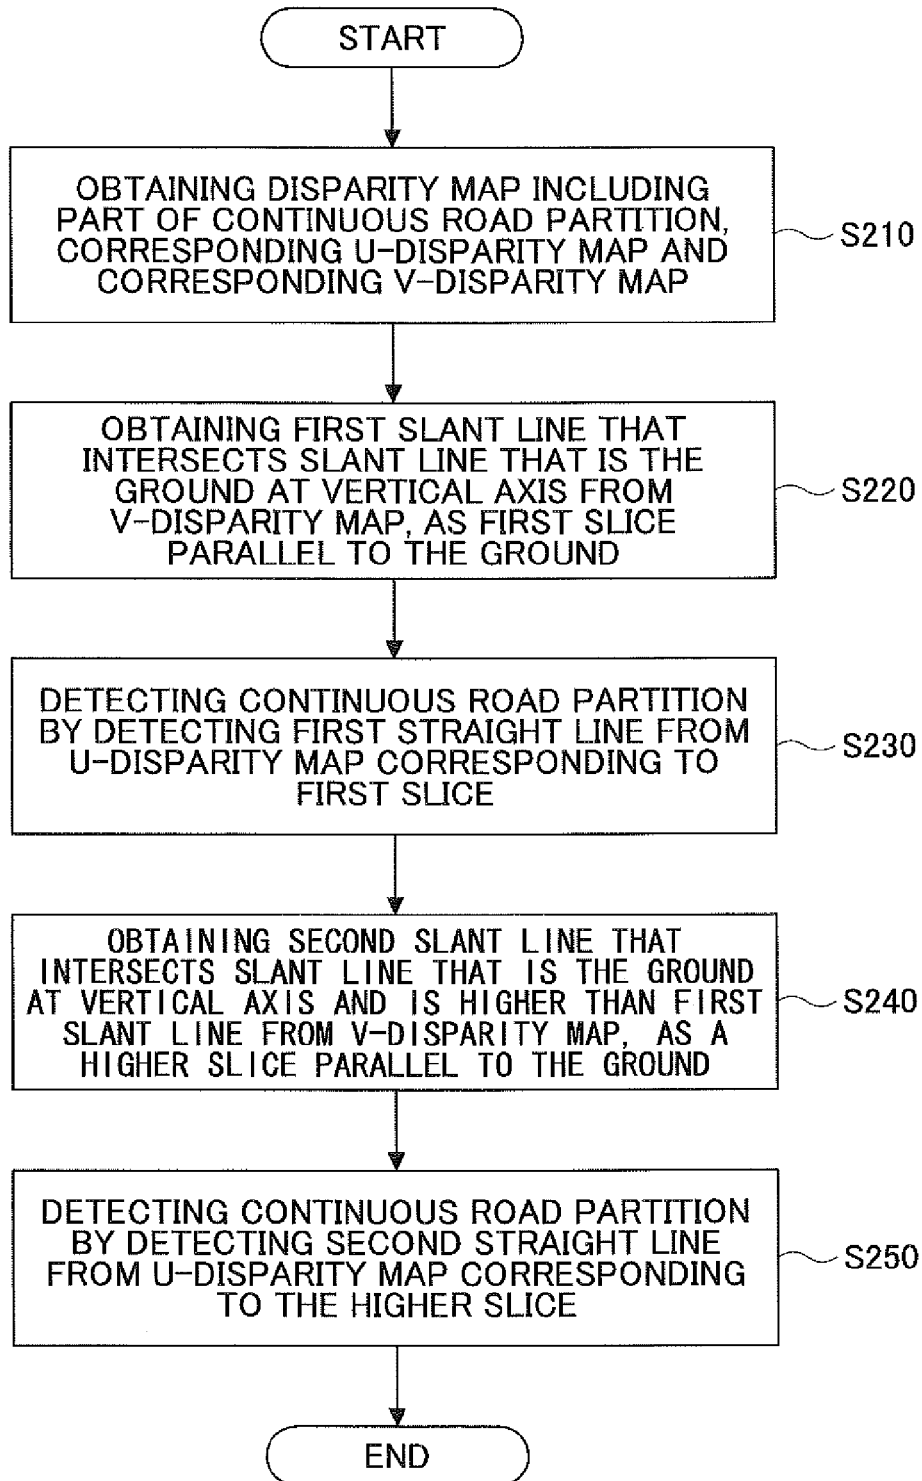 START
OBTAINING DISPARITY MAP INCLUDING
PART OF CONTINUOUS ROAD PARTITION,
CORRESPONDING U-DISPARITY MAP AND
CORRESPONDING V-DISPARITY MAP
S210
OBTAINING FIRST SLANT LINE THAT
INTERSECTS SLANT LINE THAT IS THE
GROUND AT VERTICAL AXIS FROM
V-DISPARITY MAP, AS FIRST SLICE
PARALLEL TO THE GROUND
S220
DETECTING CONTINUOUS ROAD PARTITION
BY DETECTING FIRST STRAIGHT LINE FROM
U-DISPARITY MAP CORRESPONDING TO
FIRST SLICE
S230
OBTAINING SECOND SLANT LINE THAT
INTERSECTS SLANT LINE THAT IS THE GROUND
AT VERTICAL AXIS AND IS HIGHER THAN FIRST
SLANT LINE FROM V-DISPARITY MAP, AS A
HIGHER SLICE PARALLEL TO THE GROUND
S240
DETECTING CONTINUOUS ROAD PARTITION
BY DETECTING SECOND STRAIGHT LINE
FROM U-DISPARITY MAP CORRESPONDING
TO THE HIGHER SLICE
S250
END